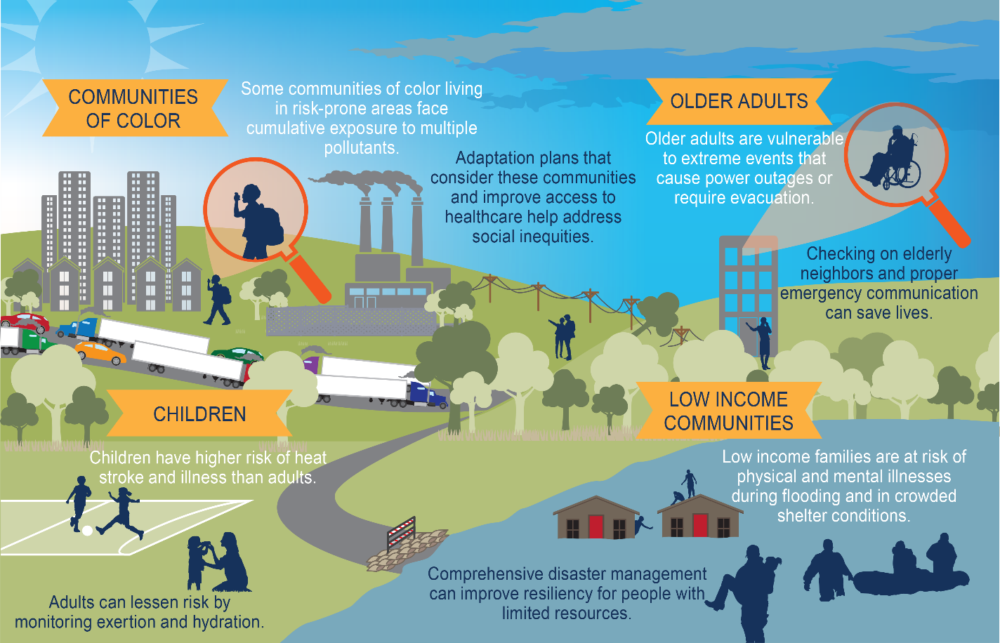 COMMUNITIES
OF COLOR
Some communities of color living
in risk-prone areas face
cumulative exposure to multiple
pollutants.
Adaptation plans that
consider these communities
and improve access to
healthcare help address
social inequities.
OLDER ADULTS
Older adults are vulnerable
to extreme events that
cause power outages or
require evacuation.
Checking on elderly
neighbors and proper
emergency communication
can save lives.
CHILDREN
Children have higher risk of heat
stroke and illness than adults.
Adults can lessen risk by
monitoring exertion and hydration.
LOW INCOME
COMMUNITIES
Low income families are at risk of
physical and mental illnesses
during flooding and in crowded
shelter conditions.
Comprehensive disaster management
can improve resiliency for people with
limited resources.